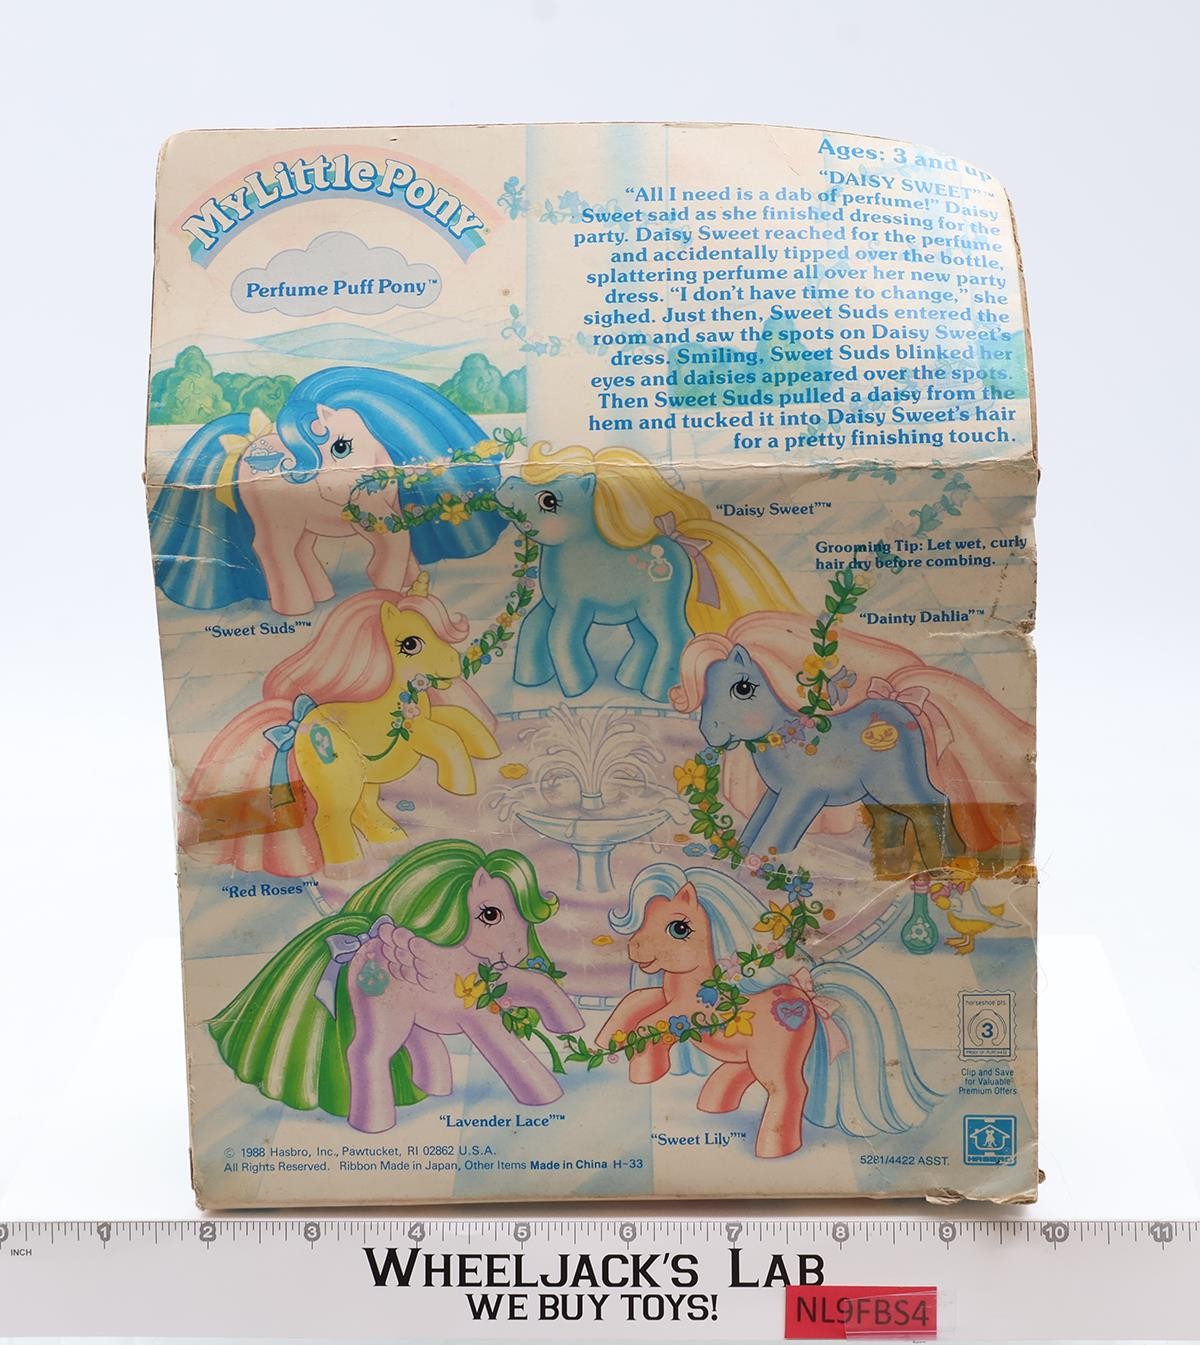 My Little Pony
Perfume Puff Pony™
Ages: 3 and up
“DAISY SWEET”™
“All I need is a dab of perfume!” Daisy
Sweet said as she finished dressing for the
party. Daisy Sweet reached for the perfume
and accidentally tipped over the bottle,
splattering perfume all over her new party
dress. “I don’t have time to change,” she
sighed. Just then, Sweet Suds entered the
room and saw the spots on Daisy Sweet’s
dress. Smiling, Sweet Suds blinked her
eyes and daisies appeared over the spots.
Then Sweet Suds pulled a daisy from the
hem and tucked it into Daisy Sweet’s hair
for a pretty finishing touch.
“Daisy Sweet”™
Grooming Tip: Let wet, curly
hair dry before combing.
“Dainty Dahlia”™
“Sweet Suds”™
“Red Roses”™
“Lavender Lace”™
“Sweet Lily”™
horseshoe pts.
3
PROOF OF PURCHASE
Clip and Save
for Valuable
Premium Offers
HASBRO
© 1988 Hasbro, Inc., Pawtucket, RI 02862 U.S.A.
All Rights Reserved. Ribbon Made in Japan, Other Items Made in China H-33
5281/4422 ASST.
0 1 2 3 4 5 6 7 8 9 10 11
INCH
WHEELJACK’S LAB
WE BUY TOYS!
NL9FBS4